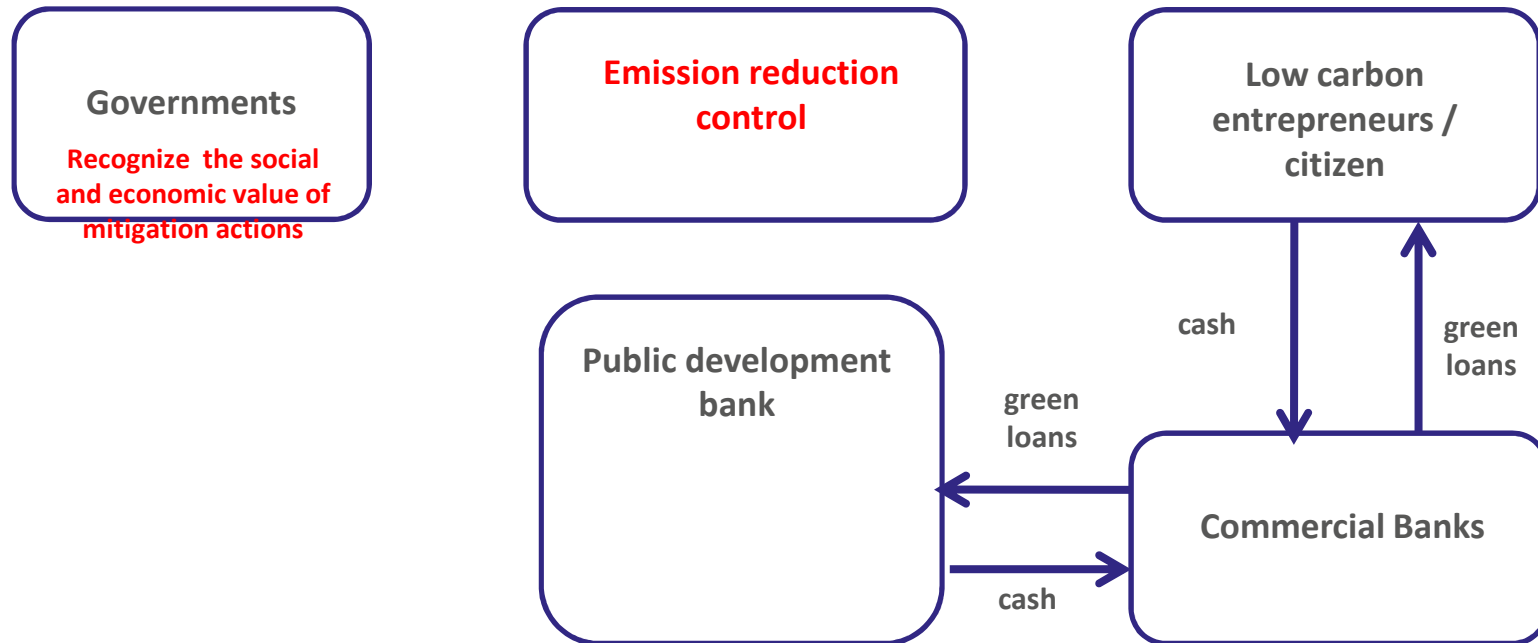 Governments
Recognize the social
and economic value of
mitigation actions
Emission reduction
control
Low carbon
entrepreneurs /
citizen
cash
green
loans
Public development
bank
green
loans
cash
Commercial Banks